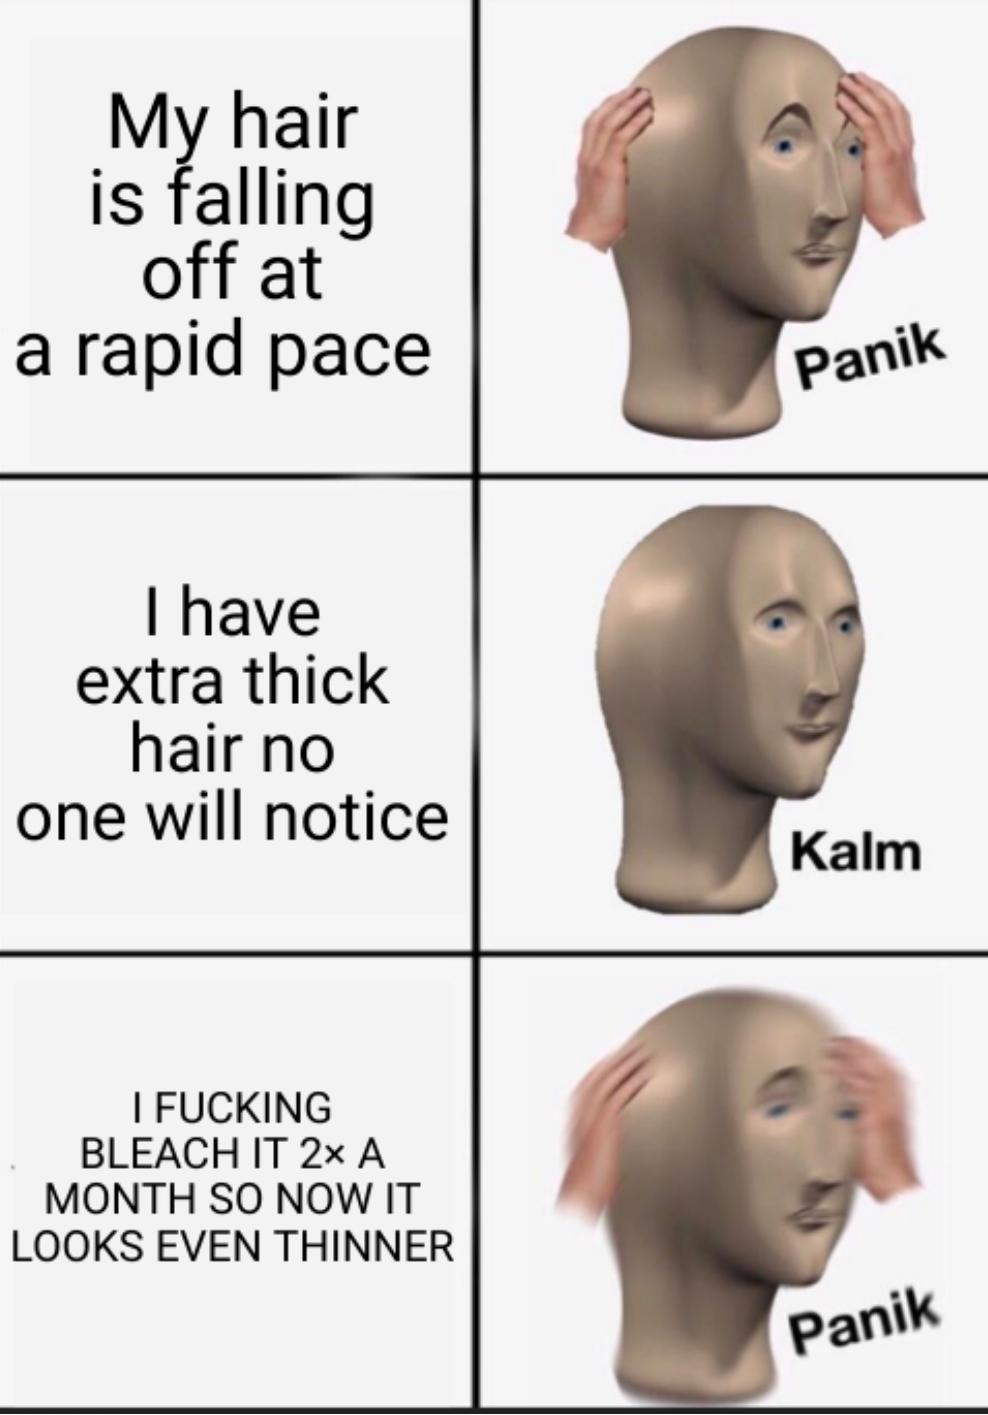 My hair
is falling
off at
a rapid pace
Panik
I have
extra thick
hair no
one will notice
Kalm
I FUCKING
BLEACH IT 2× A
MONTH SO NOW IT
LOOKS EVEN THINNER
Panik